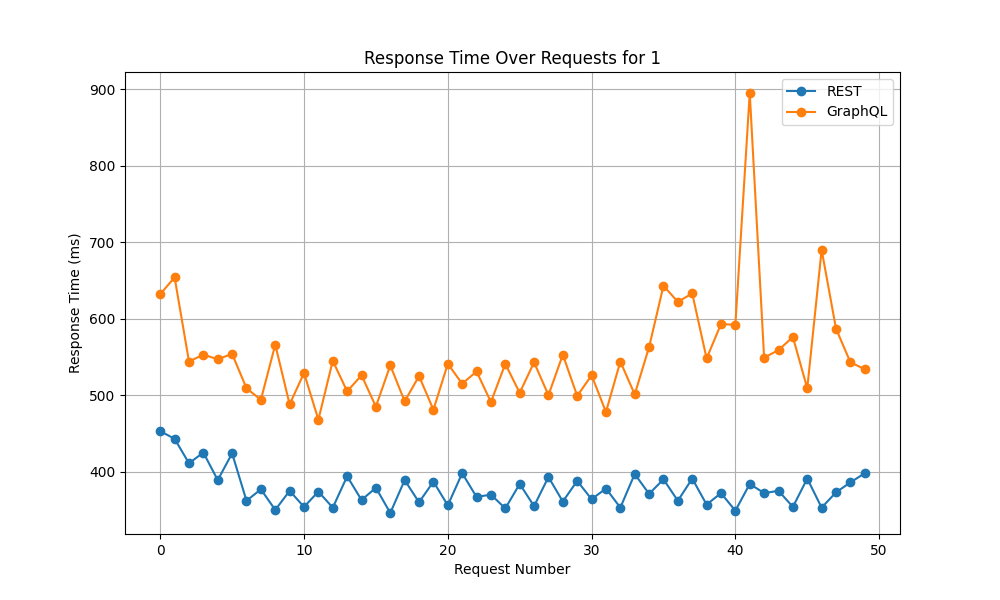 Response Time Over Requests for 1
REST
GraphQL
900
800
700
600
500
400
Response Time (ms)
0 10 20 30 40 50
Request Number